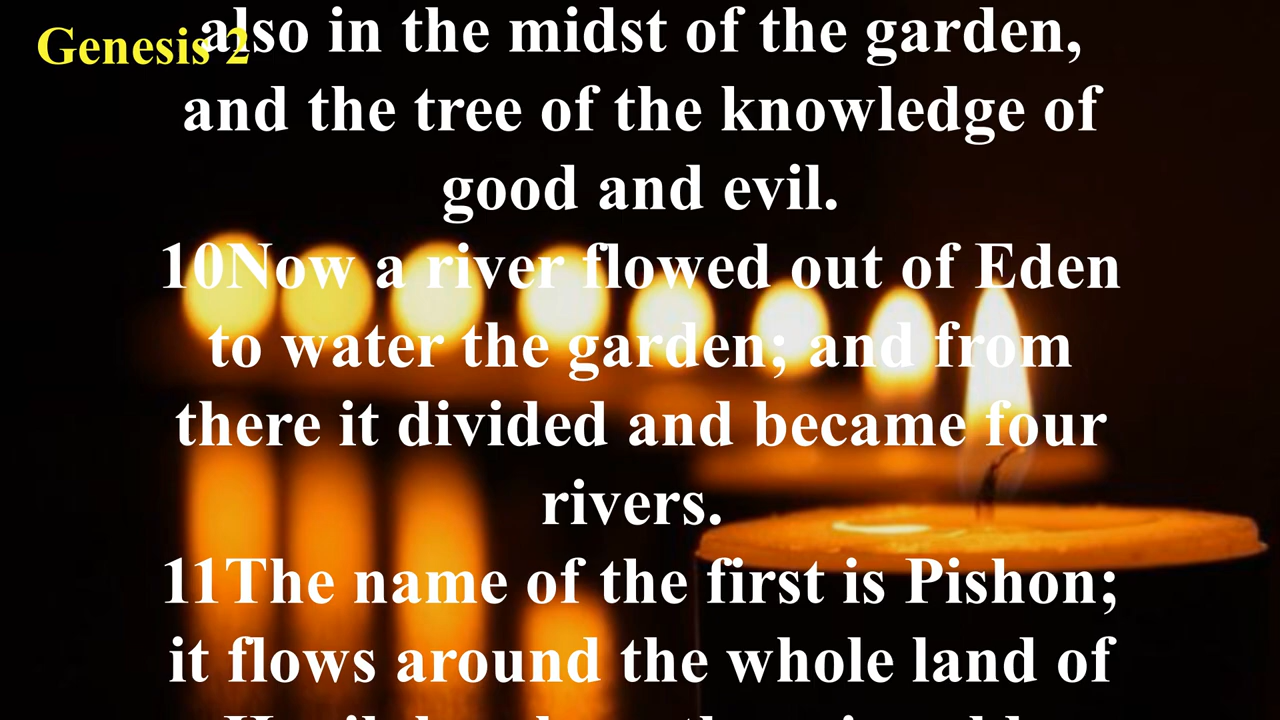 Genesis 2
also in the midst of the garden,
and the tree of the knowledge of
good and evil.
10Now a river flowed out of Eden
to water the garden; and from
there it divided and became four
rivers.
11The name of the first is Pishon;
it flows around the whole land of